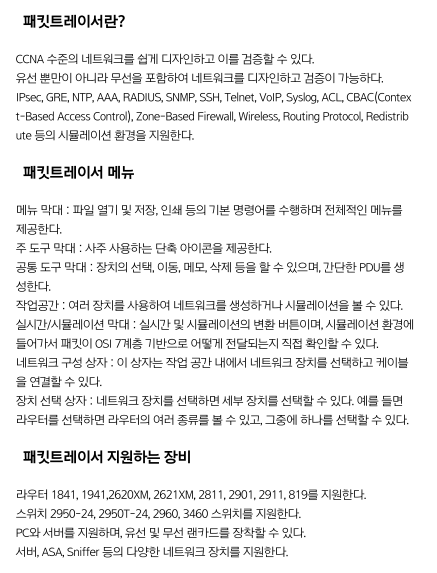 패킷트레이서란?
CCNA 수준의 네트워크를 쉽게 디자인하고 이를 검증할 수 있다.
유선 뿐만이 아니라 무선을 포함하여 네트워크를 디자인하고 검증이 가능하다.
IPsec, GRE, NTP, AAA, RADIUS, SNMP, SSH, Telnet, VoIP, Syslog, ACL, CBAC(Contex
t-Based Access Control), Zone-Based Firewall, Wireless, Routing Protocol, Redistrib
ute 등의 시뮬레이션 환경을 지원한다.
패킷트레이서 메뉴
메뉴 막대 : 파일 열기 및 저장, 인쇄 등의 기본 명령어를 수행하며 전체적인 메뉴를
제공한다.
주 도구 막대 : 사주 사용하는 단축 아이콘을 제공한다.
공통 도구 막대 : 장치의 선택, 이동, 메모, 삭제 등을 할 수 있으며, 간단한 PDU를 생
성한다.
작업공간 : 여러 장치를 사용하여 네트워크를 생성하거나 시뮬레이션을 볼 수 있다.
실시간/시뮬레이션 막대 : 실시간 및 시뮬레이션의 변환 버튼이며, 시뮬레이션 환경에
들어가서 패킷이 OSI 7계층 기반으로 어떻게 전달되는지 직접 확인할 수 있다.
네트워크 구성 상자 : 이 상자는 작업 공간 내에서 네트워크 장치를 선택하고 케이블
을 연결할 수 있다.
장치 선택 상자 : 네트워크 장치를 선택하면 세부 장치를 선택할 수 있다. 예를 들면
라우터를 선택하면 라우터의 여러 종류를 볼 수 있고, 그중에 하나를 선택할 수 있다.
패킷트레이서 지원하는 장비
라우터 1841, 1941,2620XM, 2621XM, 2811, 2901, 2911, 819를 지원한다.
스위치 2950-24, 2950T-24, 2960, 3460 스위치를 지원한다.
PC와 서버를 지원하며, 유선 및 무선 랜카드를 장착할 수 있다.
서버, ASA, Sniffer 등의 다양한 네트워크 장치를 지원한다.